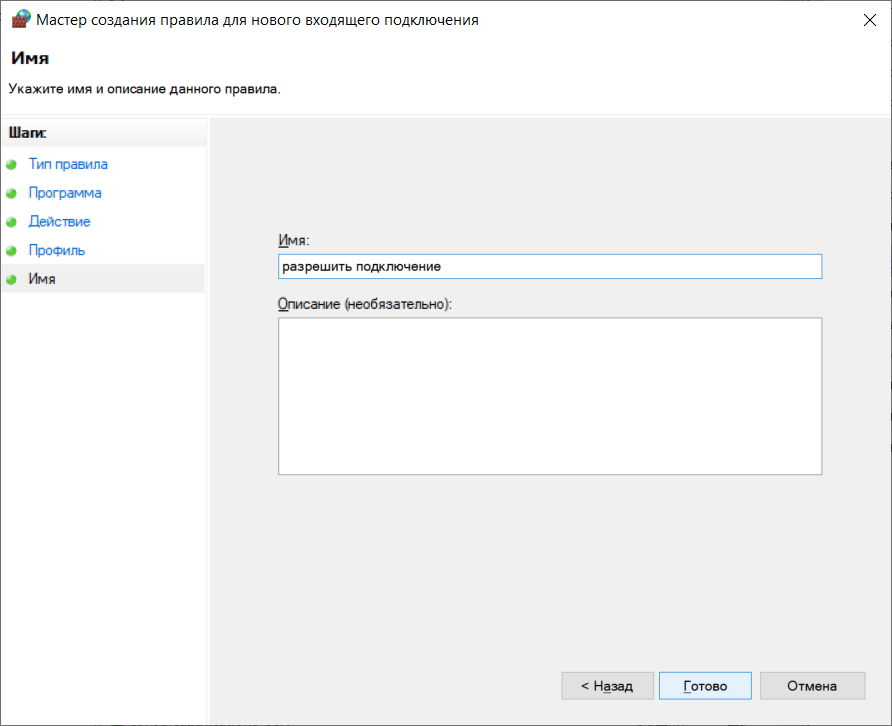 Мастер создания правила для нового входящего подключения
Имя
Укажите имя и описание данного правила.
Шаги:
Тип правила
Программа
Действие
Профиль
Имя
Имя:
разрешить подключение
Описание (необязательно):
< Назад
Готово
Отмена